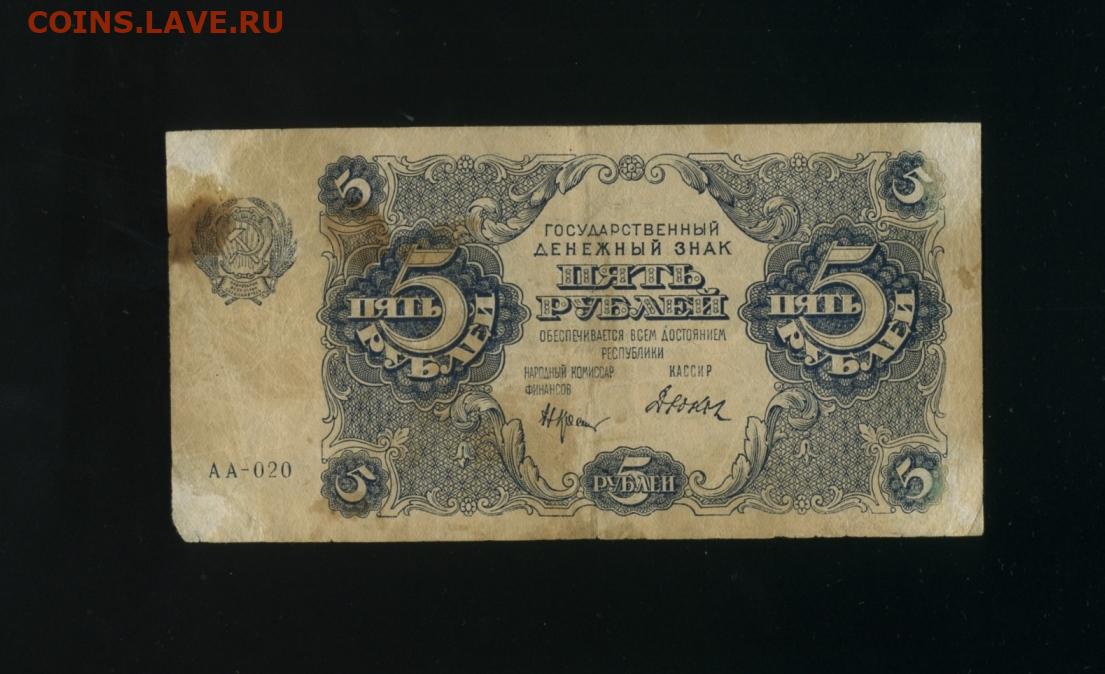 COINS.LAVE.RU
5
5
ГОСУДАРСТВЕННЫЙ
ДЕНЕЖНЫЙ ЗНАК
ПЯТЬ
РУБЛЕЙ
5
ПЯТЬ
РУБЛЕЙ
5
ПЯТЬ
РУБЛЕЙ
ОБЕСПЕЧИВАЕТСЯ ВСЕМ ДОСТОЯНИЕМ
РЕСПУБЛИКИ
НАРОДНЫЙ КОМИССАР
ФИНАНСОВ
КАССИР
АА-020
5
5
РУБЛЕЙ
5